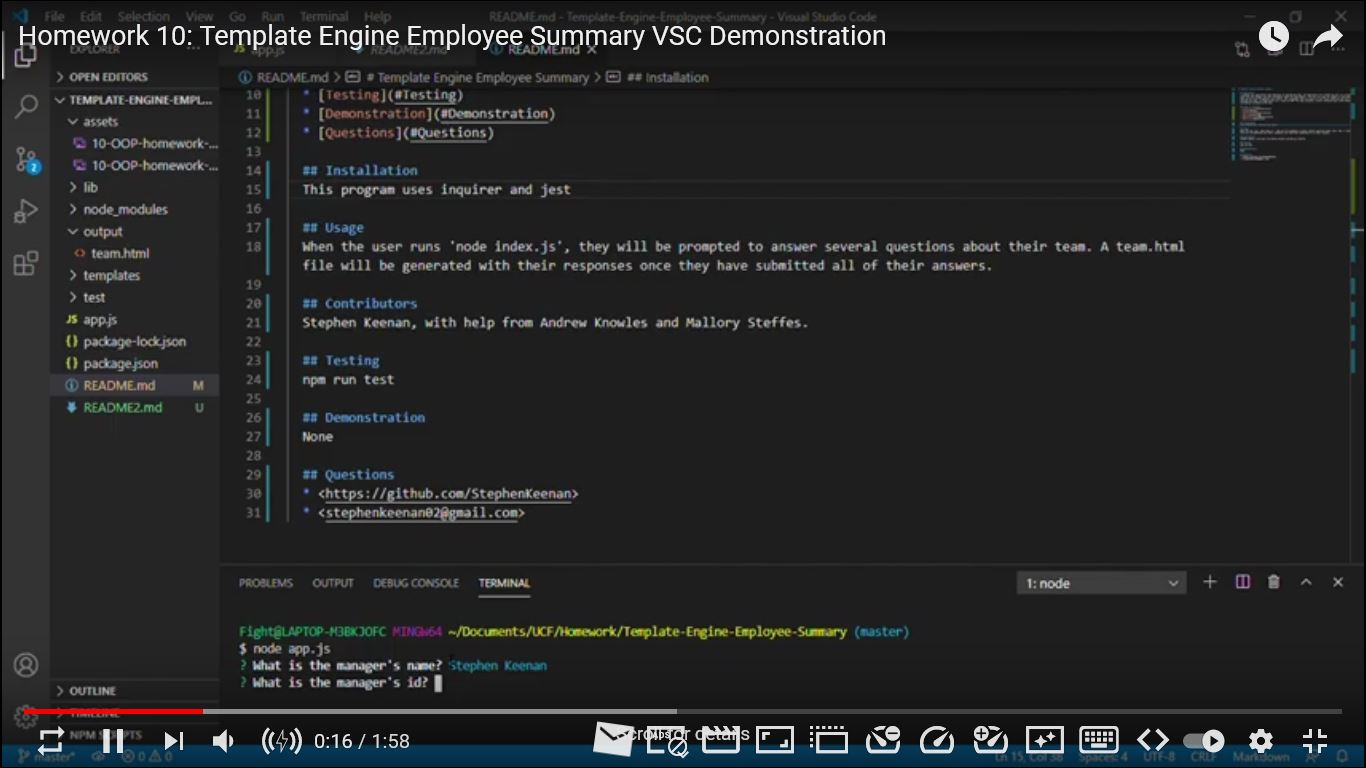 File Edit Selection View Go Run Terminal Help README.md - Template-Engine-Employee-Summary - Visual Studio Code
Homework 10: Template Engine Employee Summary VSC Demonstration
EXPLORER
JS app.js README2.md README.md
OPEN EDITORS
README.md > # Template Engine Employee Summary > ## Installation
TEMPLATE-ENGINE-EMPL...
assets
10-OOP-homework-...
10-OOP-homework-...
lib
node_modules
output
<> team.html
templates
test
JS app.js
{} package-lock.json
{} package.json
README.md M
README2.md U
10 * [Testing](#Testing)
11 * [Demonstration](#Demonstration)
12 * [Questions](#Questions)
13
14 ## Installation
15 This program uses inquirer and jest
16
17 ## Usage
18 When the user runs 'node index.js', they will be prompted to answer several questions about their team. A team.html
file will be generated with their responses once they have submitted all of their answers.
19
20 ## Contributors
21 Stephen Keenan, with help from Andrew Knowles and Mallory Steffes.
22
23 ## Testing
24 npm run test
25
26 ## Demonstration
27 None
28
29 ## Questions
30 * <https://github.com/StephenKeenan>
31 * <stephenkeenan02@gmail.com>
PROBLEMS OUTPUT DEBUG CONSOLE TERMINAL 1: node
Fight@LAPTOP-M3BKJOFC MINGW64 ~/Documents/UCF/Homework/Template-Engine-Employee-Summary (master)
$ node app.js
? What is the manager's name? Stephen Keenan
? What is the manager's id?
OUTLINE
TIMELINE
NPM SCRIPTS
0:16 / 1:58
Scroll for details
master* 0 0 Ln 15, Col 38 Spaces: 4 UTF-8 CRLF Markdown